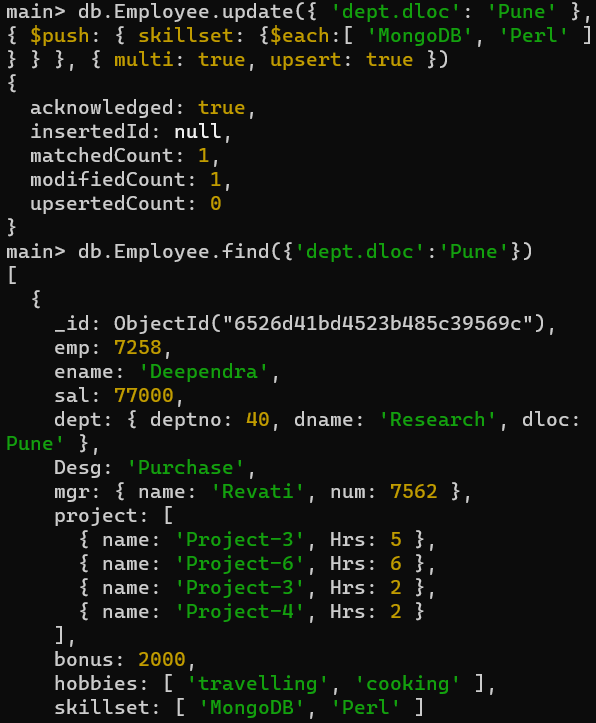 main> db.Employee.update({ 'dept.dloc': 'Pune' },
{ $push: { skillset: {$each:[ 'MongoDB', 'Perl' ]
} } }, { multi: true, upsert: true })
{
  acknowledged: true,
  insertedId: null,
  matchedCount: 1,
  modifiedCount: 1,
  upsertedCount: 0
}
main> db.Employee.find({'dept.dloc':'Pune'})
[
  {
    _id: ObjectId("6526d41bd4523b485c39569c"),
    emp: 7258,
    ename: 'Deependra',
    sal: 77000,
    dept: { deptno: 40, dname: 'Research', dloc:
Pune' },
    Desg: 'Purchase',
    mgr: { name: 'Revati', num: 7562 },
    project: [
      { name: 'Project-3', Hrs: 5 },
      { name: 'Project-6', Hrs: 6 },
      { name: 'Project-3', Hrs: 2 },
      { name: 'Project-4', Hrs: 2 }
    ],
    bonus: 2000,
    hobbies: [ 'travelling', 'cooking' ],
    skillset: [ 'MongoDB', 'Perl' ]